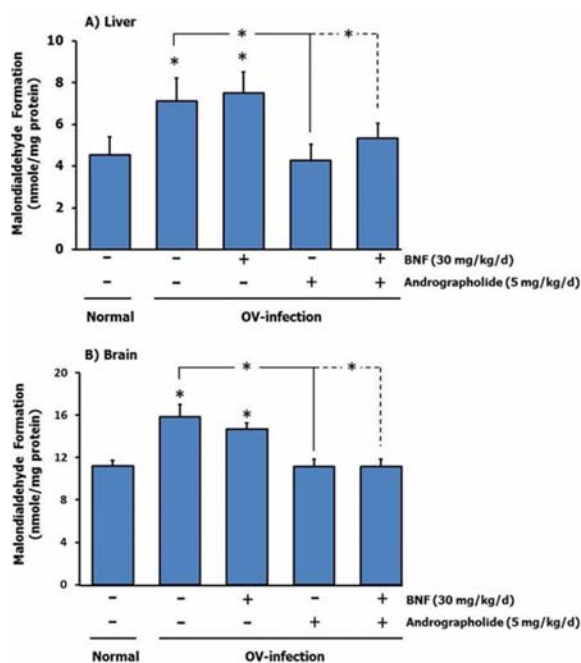 A) Liver
Malondialdehyde Formation
(nmole/mg protein)
10
8
6
4
2
0
* * * *
- - + - + BNF (30 mg/kg/d)
- - - + + Andrographolide (5 mg/kg/d)
Normal OV-infection
B) Brain
Malondialdehyde Formation
(nmole/mg protein)
20
16
12
8
4
0
* * * *
- - + - + BNF (30 mg/kg/d)
- - - + + Andrographolide (5 mg/kg/d)
Normal OV-infection